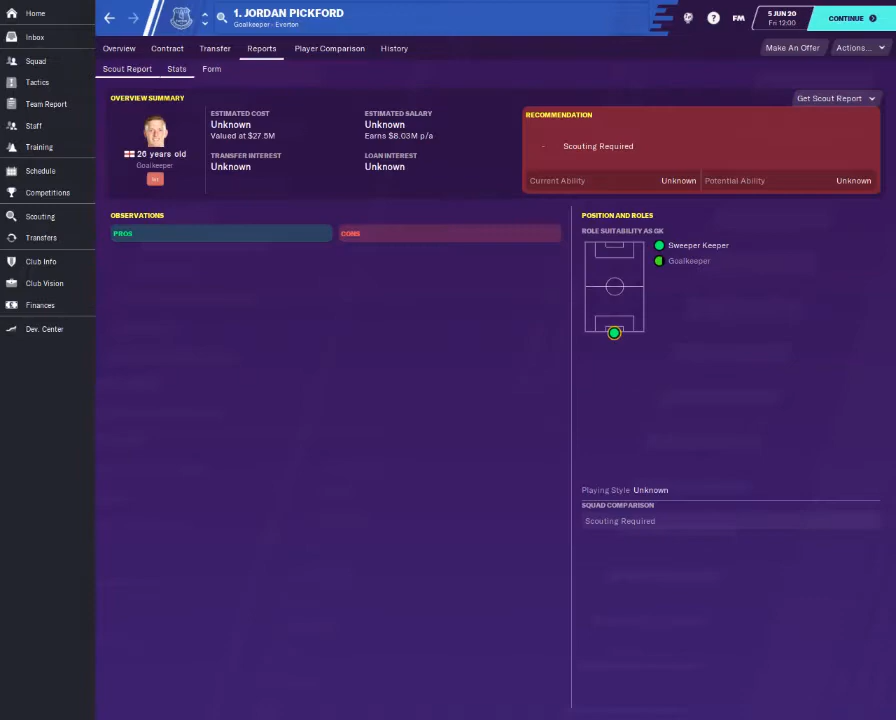 Home
Inbox
Squad
Tactics
Team Report
Staff
Training
Schedule
Competitions
Scouting
Transfers
Club Info
Club Vision
Finances
Dev. Center
1. JORDAN PICKFORD
Goalkeeper - Everton
?
FM
5 JUN 20
Fri 12:00
CONTINUE
Overview
Contract
Transfer
Reports
Player Comparison
History
Make An Offer
Actions...
Scout Report
Stats
Form
OVERVIEW SUMMARY
Get Scout Report
26 years old
Goalkeeper
ESTIMATED COST
Unknown
Valued at $27.5M
TRANSFER INTEREST
Unknown
ESTIMATED SALARY
Unknown
Earns $8.03M p/a
LOAN INTEREST
Unknown
RECOMMENDATION
- Scouting Required
Current Ability Unknown
Potential Ability Unknown
OBSERVATIONS
PROS
CONS
POSITION AND ROLES
ROLE SUITABILITY AS GK
Sweeper Keeper
Goalkeeper
Playing Style Unknown
SQUAD COMPARISON
Scouting Required